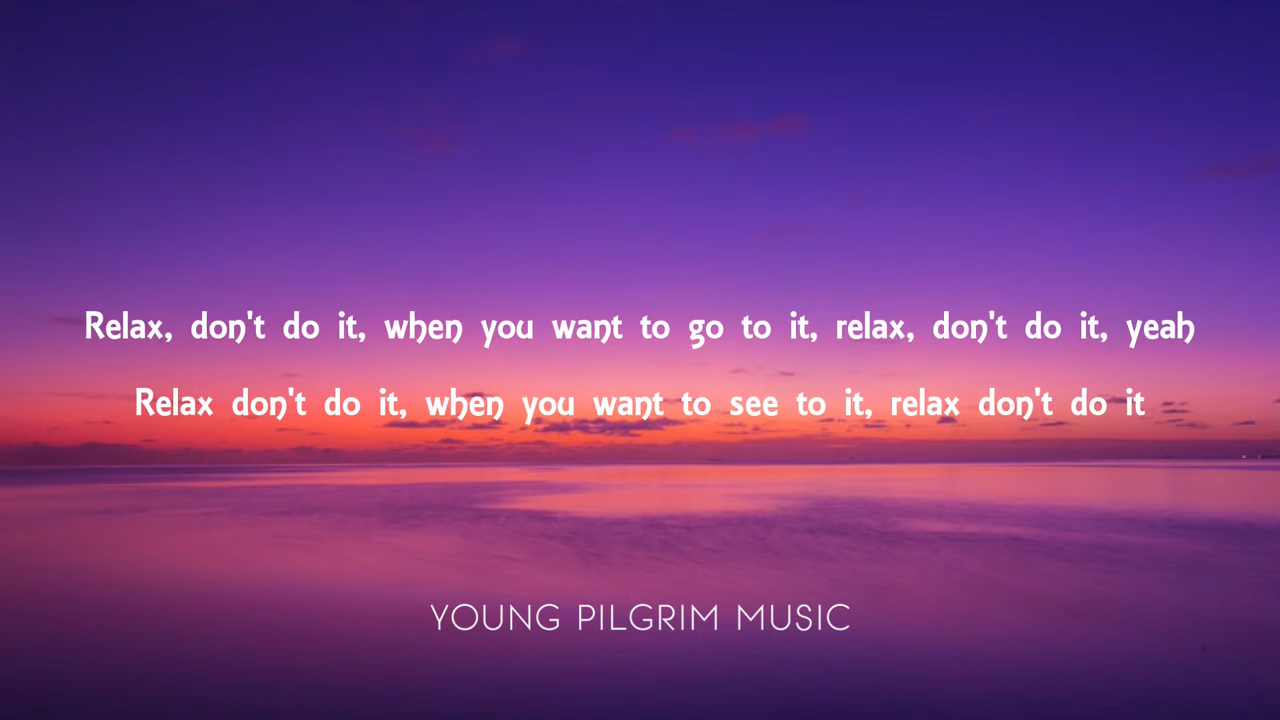 Relax, don't do it, when you want to go to it, relax, don't do it, yeah
Relax don't do it, when you want to see to it, relax don't do it
YOUNG PILGRIM MUSIC